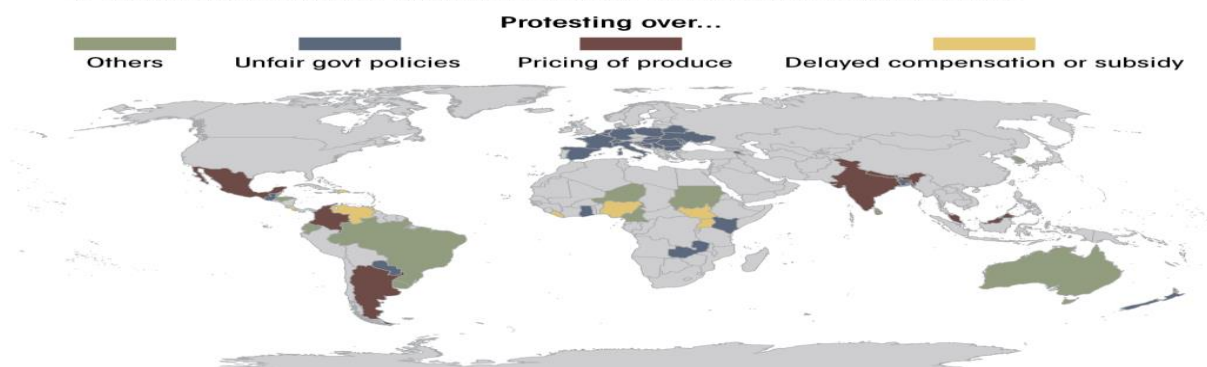 Protesting over...
Others
Unfair govt policies
Pricing of produce
Delayed compensation or subsidy